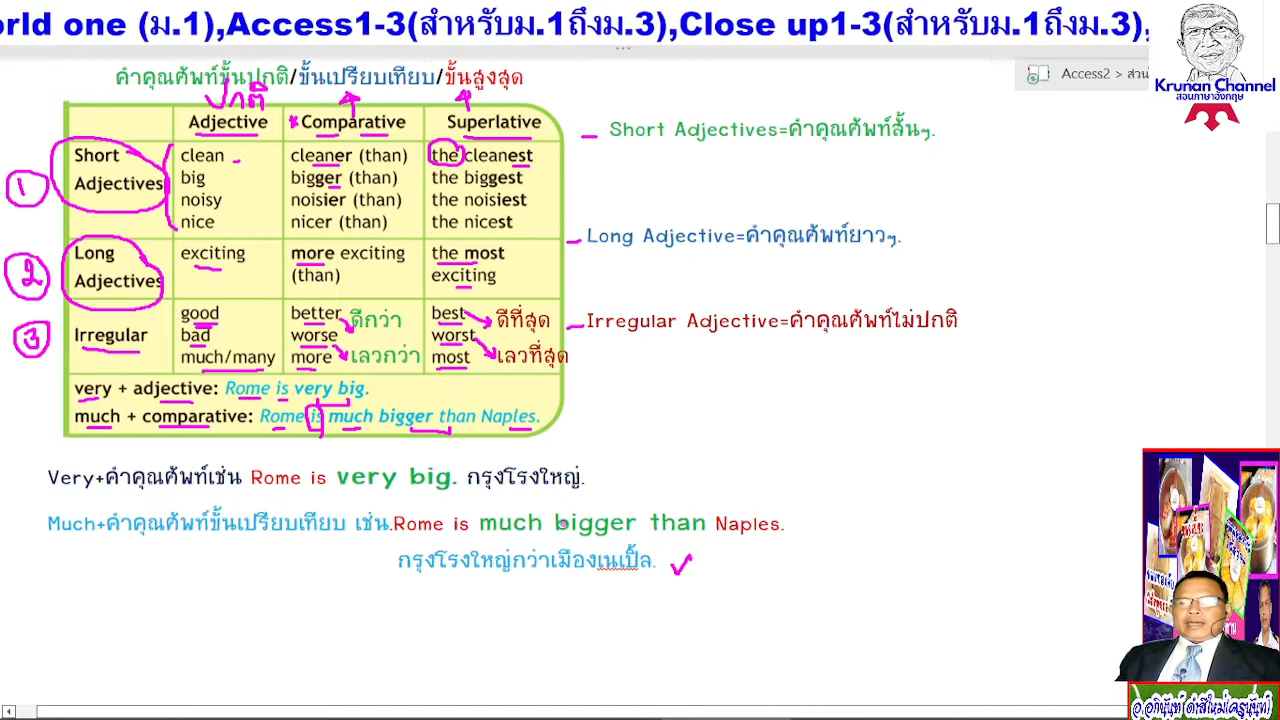 orld one (ม.1),Access1-3(สำหรับม.1ถึงม.3),Close up1-3(สำหรับม.1ถึงม.3),
Access2 > ส่วน
Krunan Channel
สอนภาษาอังกฤษ
คำคุณศัพท์ขั้นปกติ/ขั้นเปรียบเทียบ/ขั้นสูงสุด
ปกติ
Adjective Comparative Superlative
Short Adjectives=คำคุณศัพท์สั้นๆ.
1
Short Adjectives
clean cleaner (than) the cleanest
big bigger (than) the biggest
noisy noisier (than) the noisiest
nice nicer (than) the nicest
Long Adjective=คำคุณศัพท์ยาวๆ.
2
Long Adjectives
exciting more exciting (than) the most exciting
3
Irregular
good better ดีกว่า best ดีที่สุด
bad worse worst
much/many more เลวกว่า most เลวที่สุด
Irregular Adjective=คำคุณศัพท์ไม่ปกติ
very + adjective: Rome is very big.
much + comparative: Rome is much bigger than Naples.
Very+คำคุณศัพท์เช่น Rome is very big. กรุงโรงใหญ่.
Much+คำคุณศัพท์ขั้นเปรียบเทียบ เช่น.Rome is much bigger than Naples.
กรุงโรงใหญ่กว่าเมืองเนเปิ้ล.